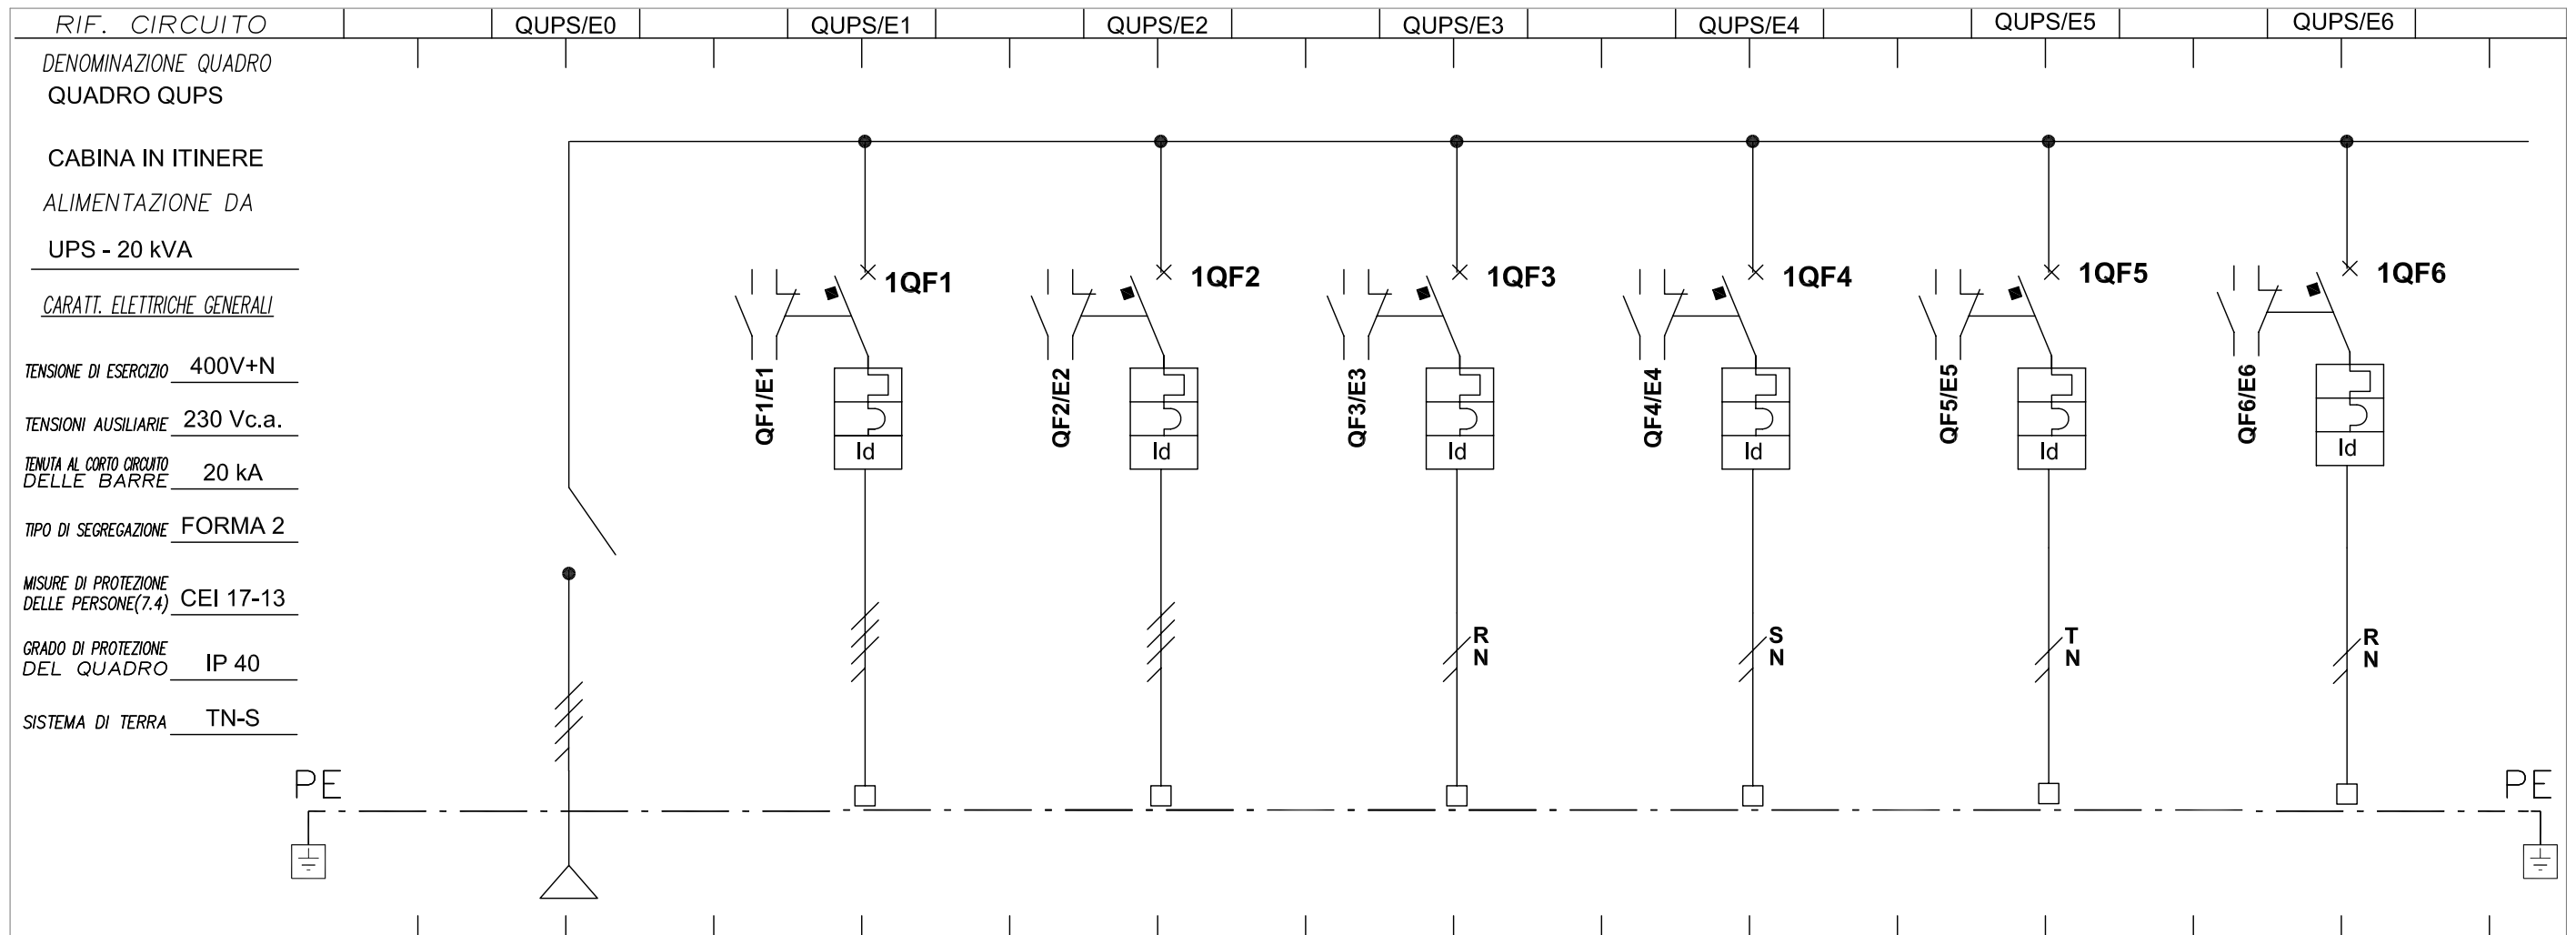 RIF. CIRCUITO QUPS/E0 QUPS/E1 QUPS/E2 QUPS/E3 QUPS/E4 QUPS/E5 QUPS/E6
DENOMINAZIONE QUADRO
QUADRO QUPS
CABINA IN ITINERE
ALIMENTAZIONE DA
UPS - 20 kVA
CARATT. ELETTRICHE GENERALI
TENSIONE DI ESERCIZIO 400V+N
TENSIONI AUSILIARIE 230 Vc.a.
TENUTA AL CORTO CIRCUITO
DELLE BARRE 20 kA
TIPO DI SEGREGAZIONE FORMA 2
MISURE DI PROTEZIONE
DELLE PERSONE(7.4) CEI 17-13
GRADO DI PROTEZIONE
DEL QUADRO IP 40
SISTEMA DI TERRA TN-S
1QF1 1QF2 1QF3 1QF4 1QF5 1QF6
QF1/E1 QF2/E2 QF3/E3 QF4/E4 QF5/E5 QF6/E6
Id Id Id Id Id Id
R S T R
N N N N
PE PE